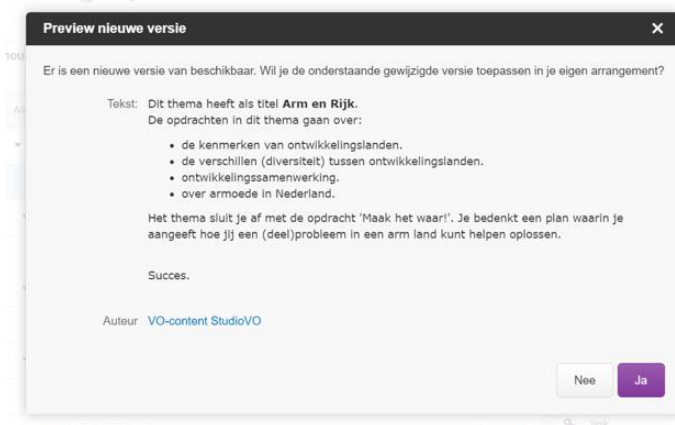 Preview nieuwe versie
Er is een nieuwe versie van beschikbaar. Wil je de onderstaande gewijzigde versie toepassen in je eigen arrangement?
Tekst: Dit thema heeft als titel Arm en Rijk.
De opdrachten in dit thema gaan over:
• de kenmerken van ontwikkelingslanden.
• de verschillen (diversiteit) tussen ontwikkelingslanden.
• ontwikkelingssamenwerking.
• over armoede in Nederland.
Het thema sluit je af met de opdracht 'Maak het waar!'. Je bedenkt een plan waarin je
aangeeft hoe jij een (deel)probleem in een arm land kunt helpen oplossen.
Succes.
Auteur VO-content StudioVO
Nee Ja